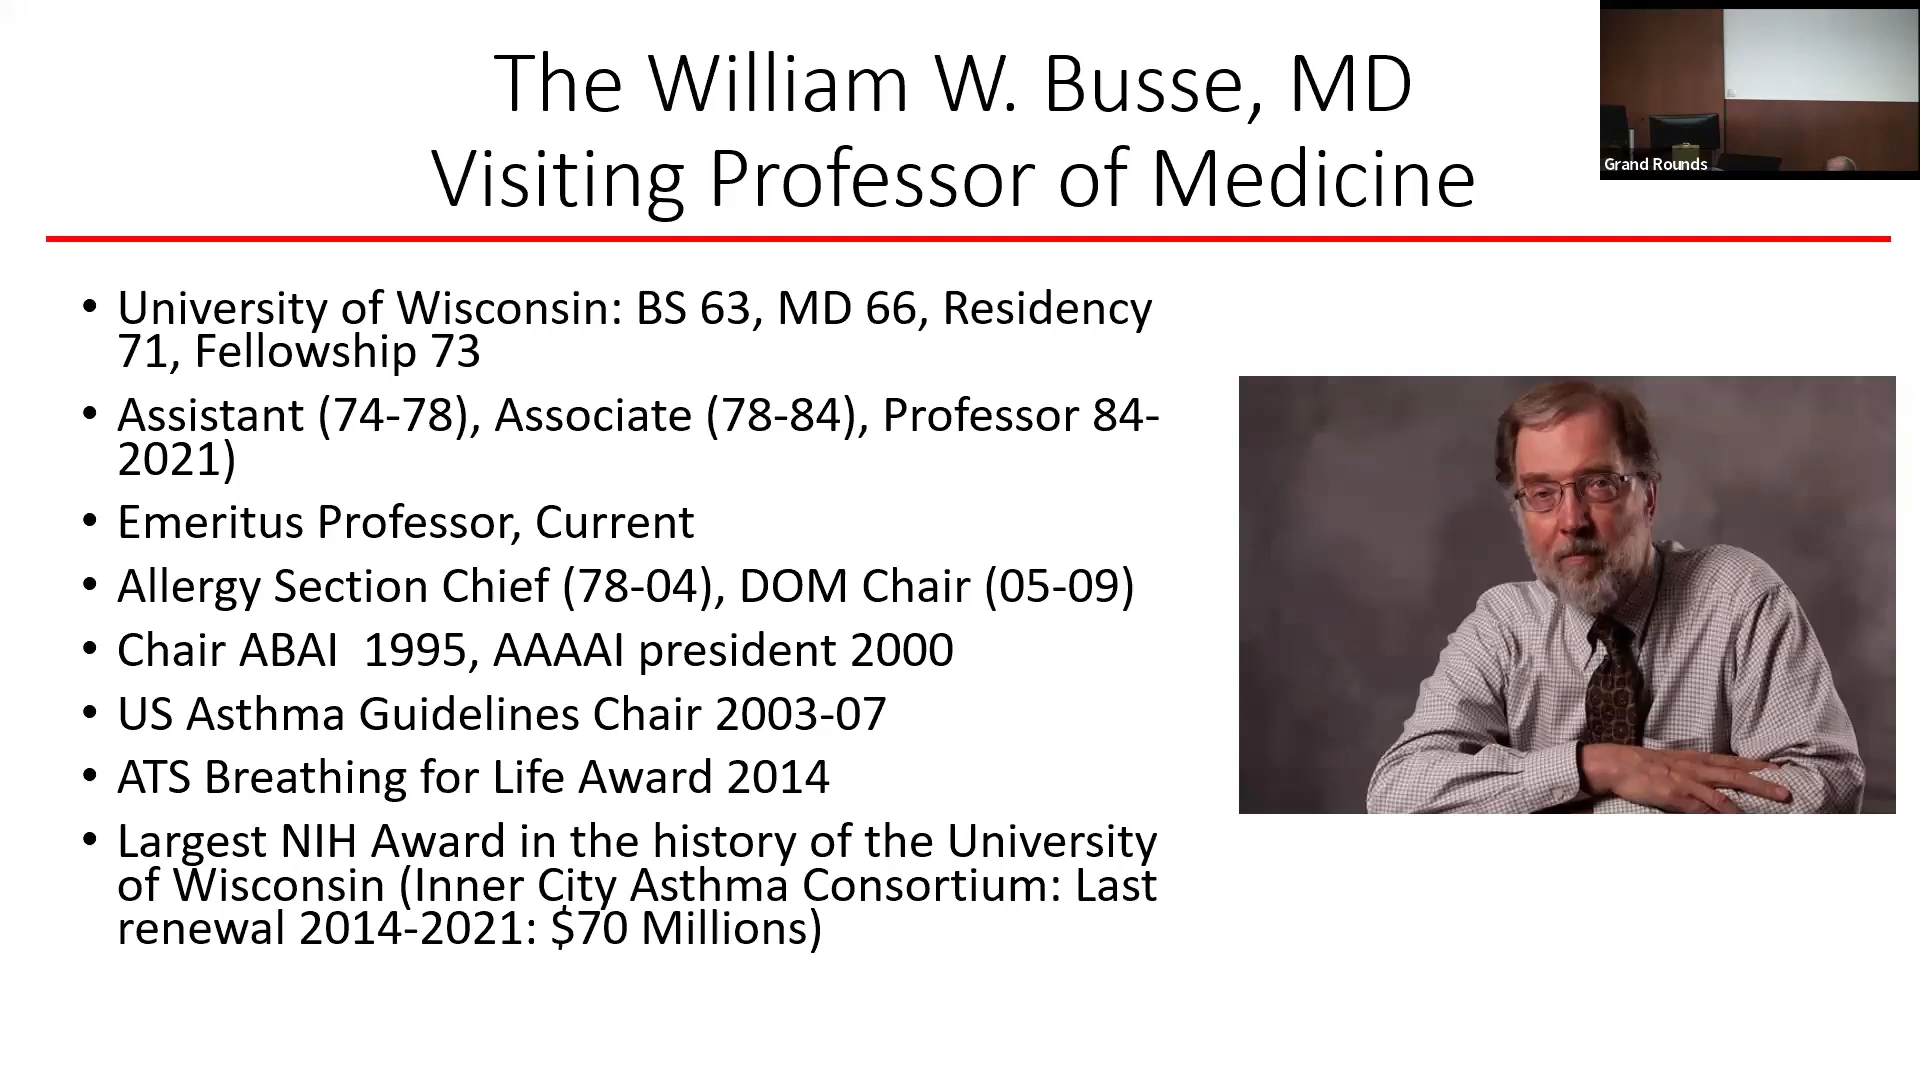 The William W. Busse, MD
Visiting Professor of Medicine
Grand Rounds
• University of Wisconsin: BS 63, MD 66, Residency
71, Fellowship 73
• Assistant (74-78), Associate (78-84), Professor 84-
2021)
• Emeritus Professor, Current
• Allergy Section Chief (78-04), DOM Chair (05-09)
• Chair ABAI  1995, AAAAI president 2000
• US Asthma Guidelines Chair 2003-07
• ATS Breathing for Life Award 2014
• Largest NIH Award in the history of the University
of Wisconsin (Inner City Asthma Consortium: Last
renewal 2014-2021: $70 Millions)